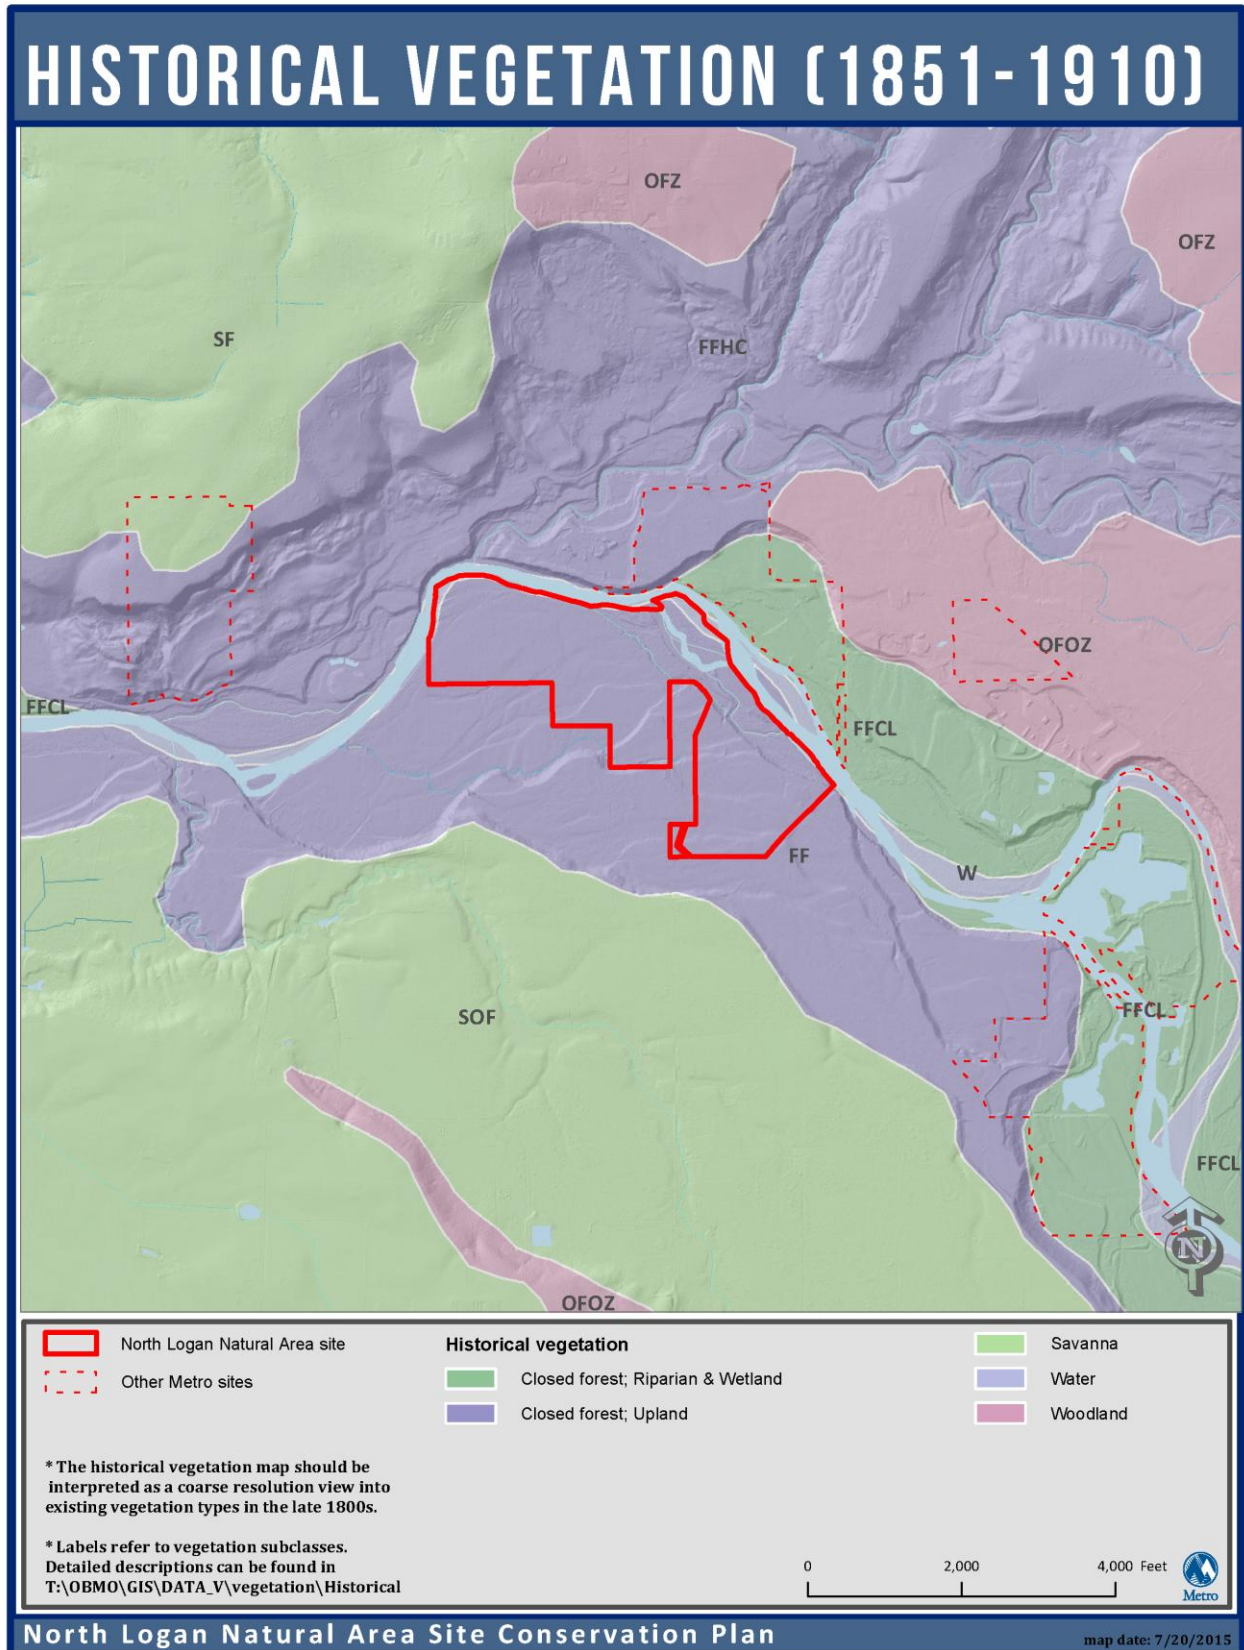 HISTORICAL VEGETATION (1851-1910)
OFZ
OFZ
SF
FFHC
OFOZ
FFCL
FFCL
FF
W
SOF
FFCL
FFCL
N
OFOZ
North Logan Natural Area site
Other Metro sites
Historical vegetation
Closed forest; Riparian & Wetland
Closed forest; Upland
Savanna
Water
Woodland
* The historical vegetation map should be
interpreted as a coarse resolution view into
existing vegetation types in the late 1800s.
* Labels refer to vegetation subclasses.
Detailed descriptions can be found in
T:\OBMO\GIS\DATA_V\vegetation\Historical
0 2,000 4,000 Feet
Metro
North Logan Natural Area Site Conservation Plan
map date: 7/20/2015